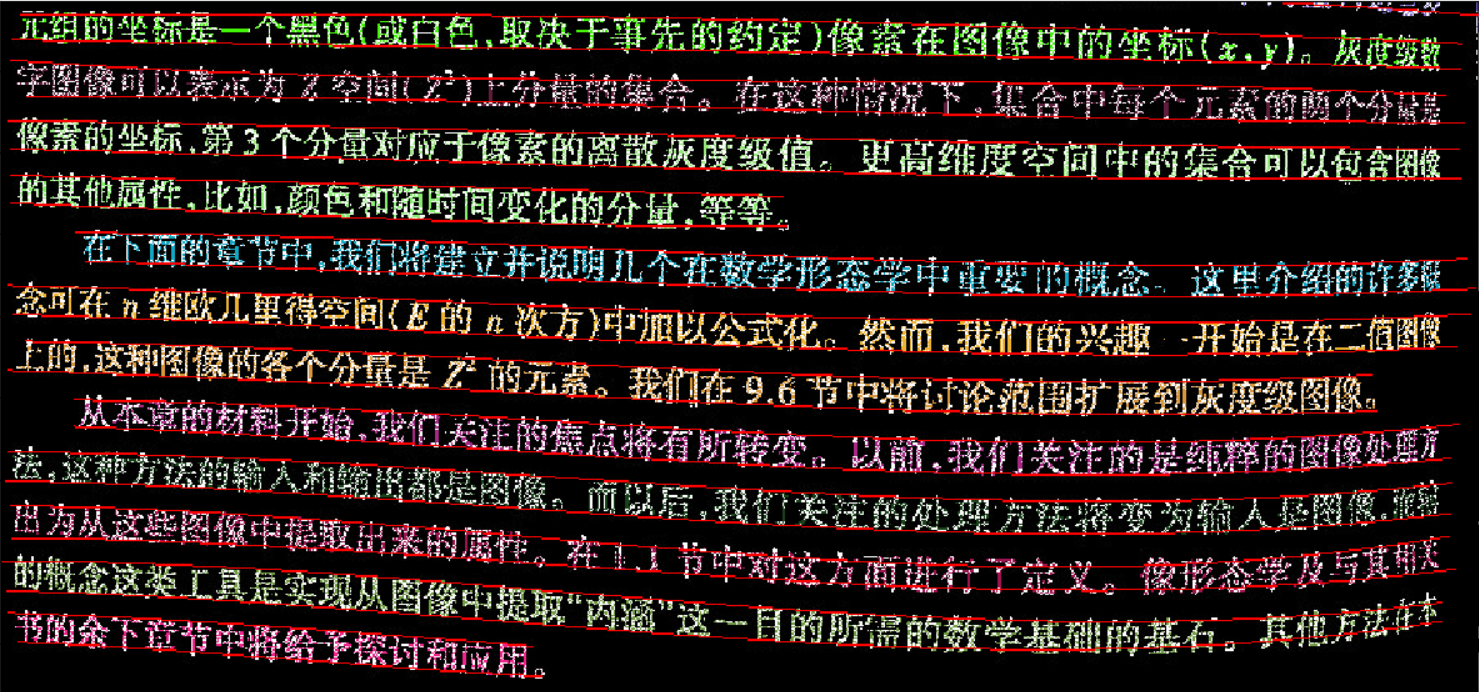 元组的坐标是一个黑色(或白色,取决于事先的约定)像素在图像中的坐标(x,y)。灰度级数
字图像可以表示为Z空间(Z³)上分量的集合。在这种情况下,集合中每个元素的两个分量是
像素的坐标,第3个分量对应于像素的离散灰度级值。更高维度空间中的集合可以包含图像
的其他属性,比如,颜色和随时间变化的分量,等等。
在下面的章节中,我们将建立并说明几个在数学形态学中重要的概念。这里介绍的许多概
念可在n维欧几里得空间(E的n次方)中加以公式化。然而,我们的兴趣一开始是在二值图像
上的,这种图像的各个分量是Z²的元素。我们在9.6节中将讨论范围扩展到灰度级图像。
从本章的材料开始,我们关注的焦点将有所转变。以前,我们关注的是纯粹的图像处理方
法,这种方法的输入和输出都是图像。而以后,我们关注的处理方法将变为输入是图像,而输
出为从这些图像中提取出来的属性。在1.1节中对这方面进行了定义。像形态学及与其相关
的概念这类工具是实现从图像中提取“内涵”这一目的所需的数学基础的基石。其他方法在本
书的余下章节中将给予探讨和应用。